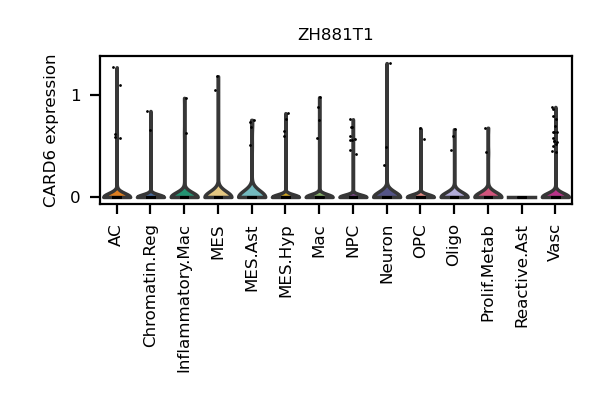 ZH881T1
CARD6 expression
1
0
AC
Chromatin.Reg
Inflammatory.Mac
MES
MES.Ast
MES.Hyp
Mac
NPC
Neuron
OPC
Oligo
Prolif.Metab
Reactive.Ast
Vasc